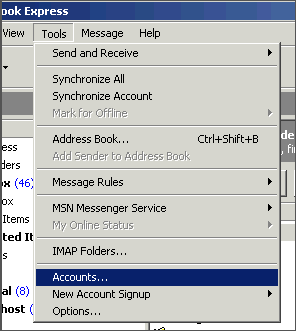 ook Express
View Tools Message Help
Send and Receive
Synchronize All
Synchronize Account
Mark for Offline
Address Book... Ctrl+Shift+B
Add Sender to Address Book
Message Rules
MSN Messenger Service
My Online Status
IMAP Folders...
Accounts...
New Account Signup
Options...
ess
ders
ox (46)
ox
Items
ted It
s
al (8)
host (
de
, fin